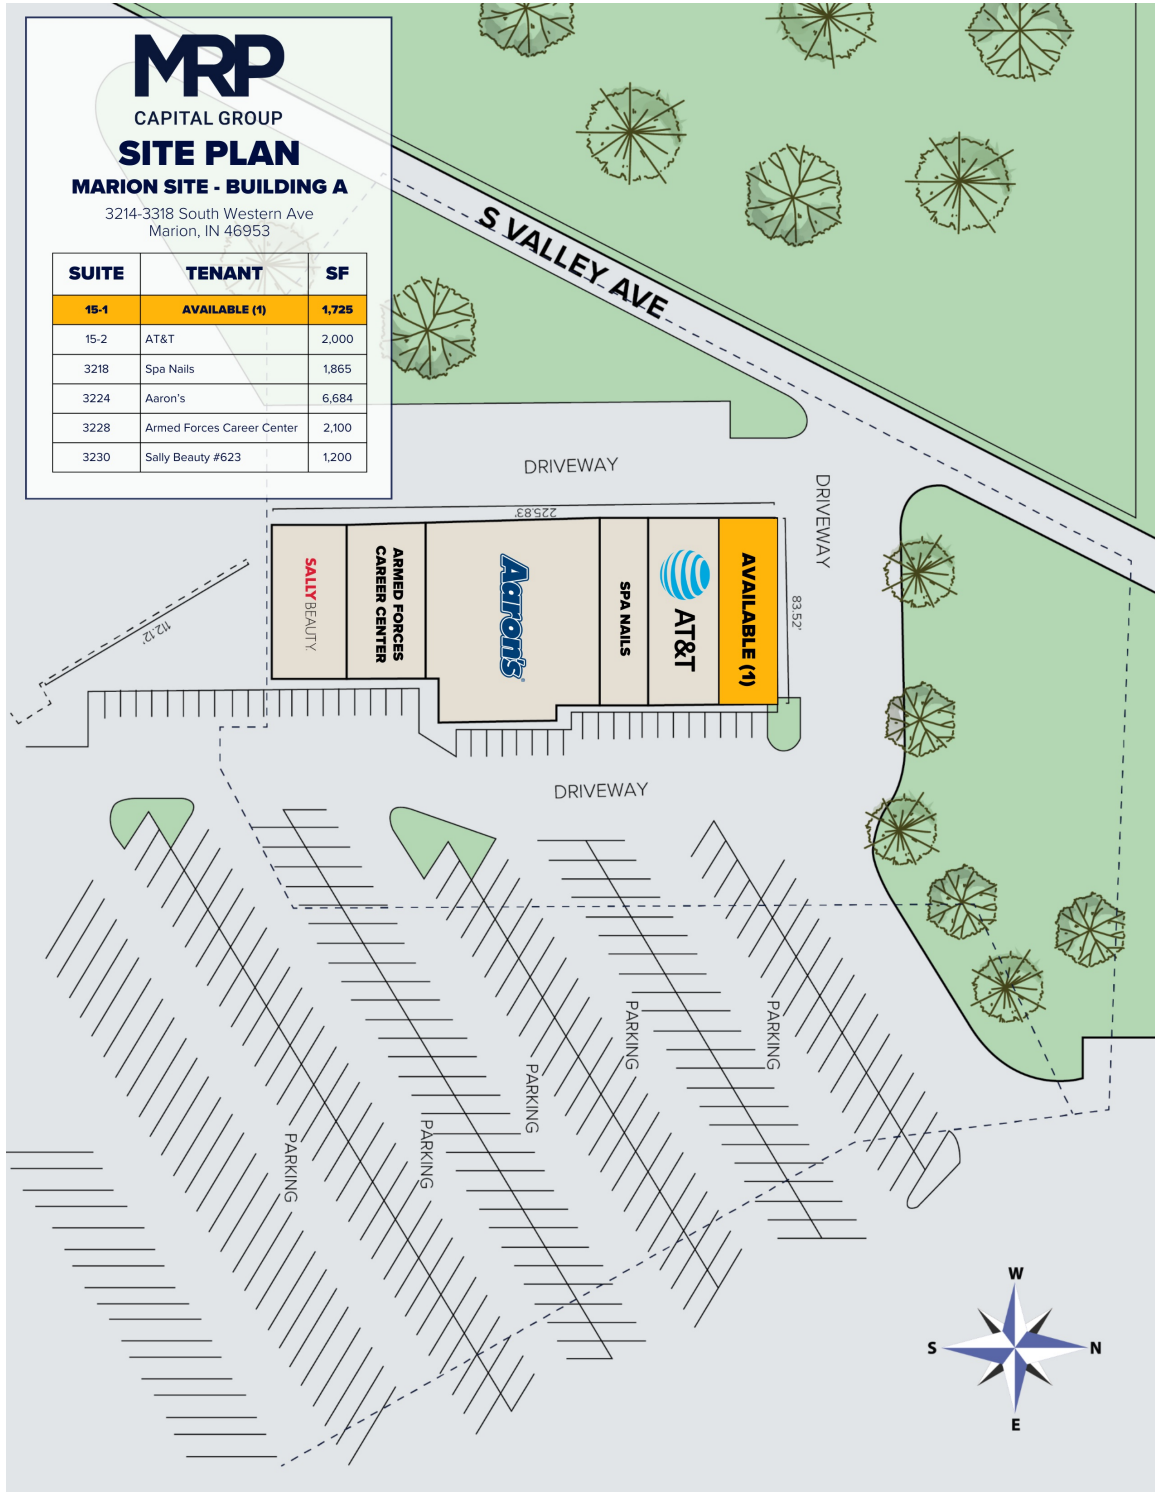 MRP
CAPITAL GROUP
SITE PLAN
MARION SITE - BUILDING A
3214-3318 South Western Ave
Marion, IN 46953
SUITE TENANT SF
15-1 AVAILABLE (1) 1,725
15-2 AT&T 2,000
3218 Spa Nails 1,865
3224 Aaron's 6,684
3228 Armed Forces Career Center 2,100
3230 Sally Beauty #623 1,200
S VALLEY AVE
DRIVEWAY
DRIVEWAY
225.83'
83.52'
112.12'
SALLY BEAUTY.
ARMED FORCES
CAREER CENTER
Aaron's
SPA NAILS
AT&T
AVAILABLE (1)
DRIVEWAY
PARKING
PARKING
PARKING
PARKING
PARKING
W
S
N
E